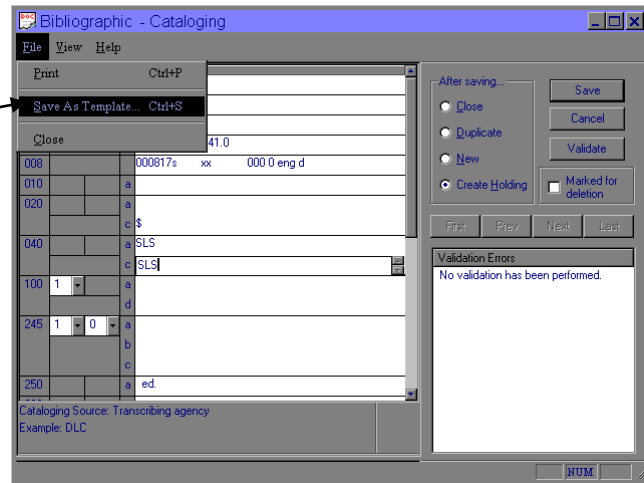 Bibliographic - Cataloging
File View Help
Print Ctrl+P
Save As Template... Ctrl+S
Close
41.0
008 000817s xx 000 0 eng d
010 a
020 a
c $
040 a SLS
c SLS
100 1 a
d
245 1 0 a
b
c
250 a ed.
Cataloging Source: Transcribing agency
Example: DLC
After saving...
Close
Duplicate
New
Create Holding
Save
Cancel
Validate
Marked for
deletion
First Prev Next Last
Validation Errors
No validation has been performed.
NUM